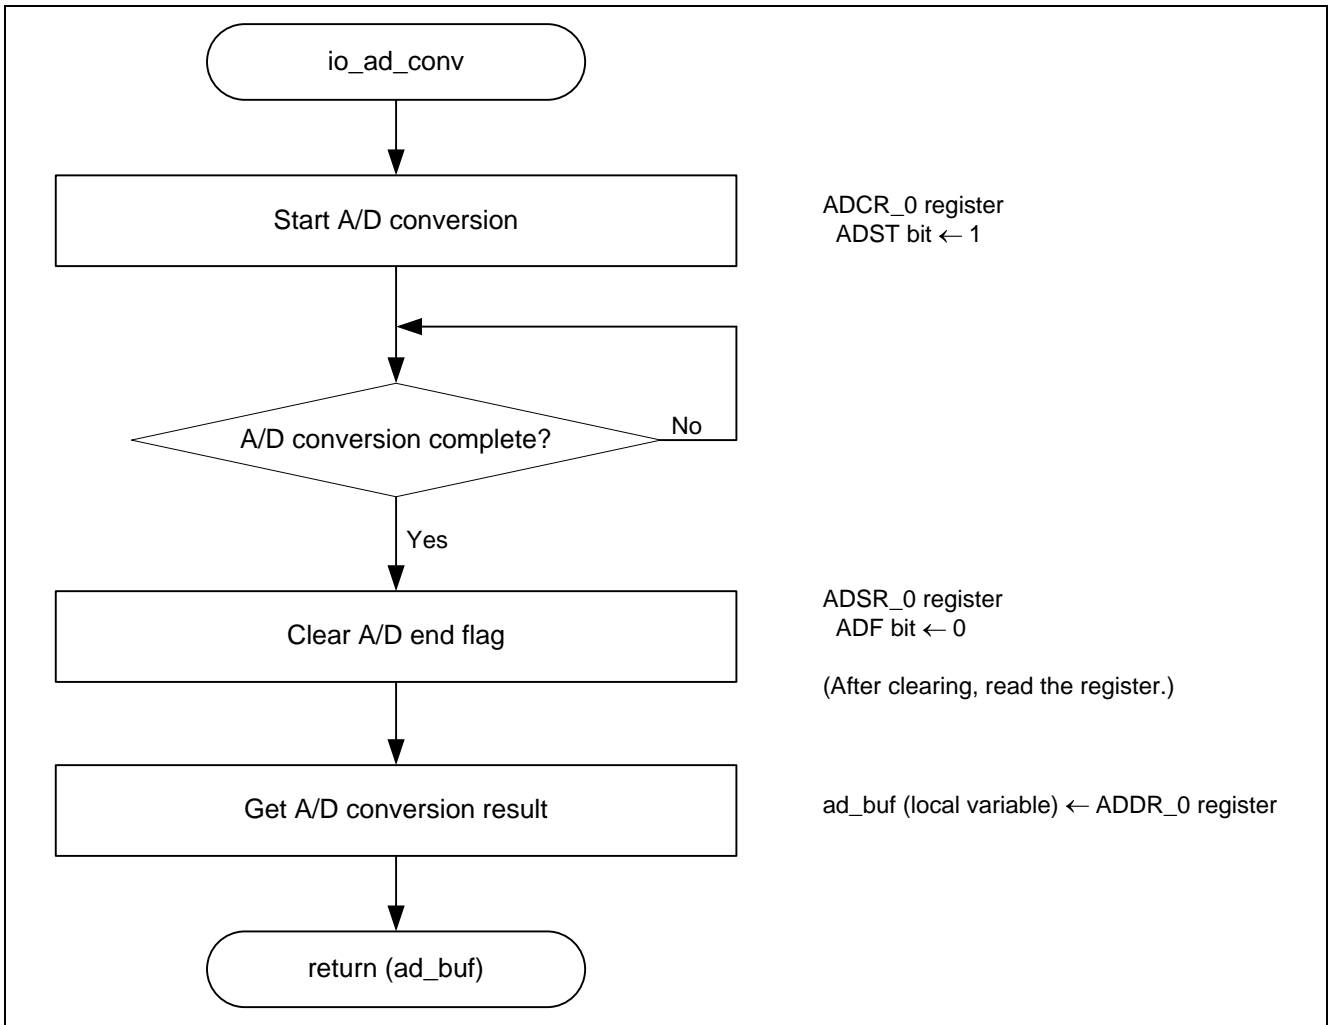 io_ad_conv
Start A/D conversion
ADCR_0 register
ADST bit ← 1
A/D conversion complete?
No
Yes
Clear A/D end flag
ADSR_0 register
ADF bit ← 0
(After clearing, read the register.)
Get A/D conversion result
ad_buf (local variable) ← ADDR_0 register
return (ad_buf)